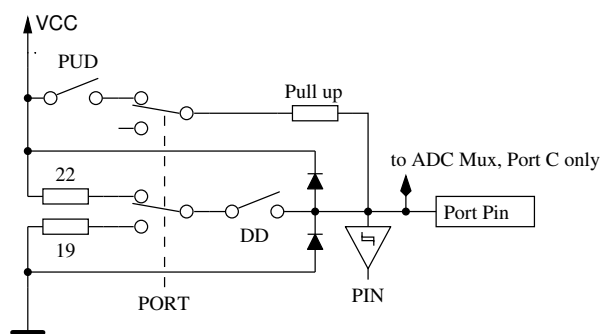 VCC
PUD
Pull up
to ADC Mux, Port C only
22
Port Pin
19
DD
PIN
PORT